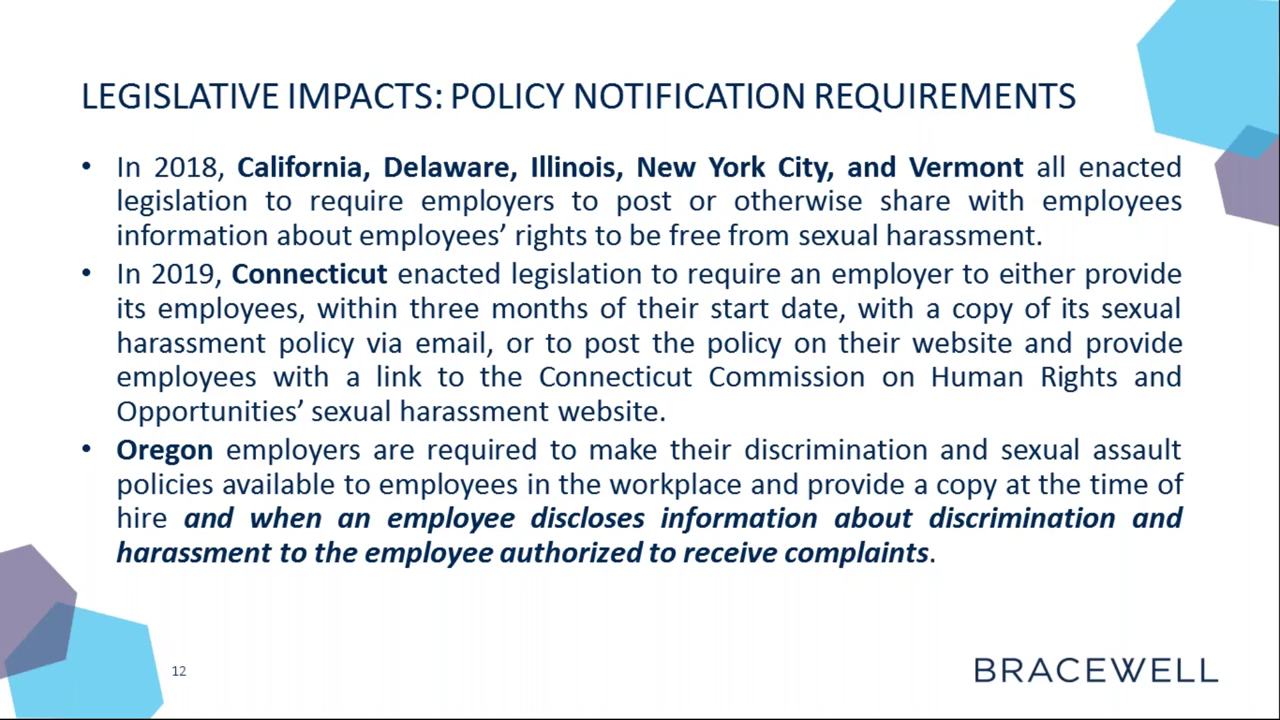 LEGISLATIVE IMPACTS: POLICY NOTIFICATION REQUIREMENTS
• In 2018, California, Delaware, Illinois, New York City, and Vermont all enacted
legislation to require employers to post or otherwise share with employees
information about employees’ rights to be free from sexual harassment.
• In 2019, Connecticut enacted legislation to require an employer to either provide
its employees, within three months of their start date, with a copy of its sexual
harassment policy via email, or to post the policy on their website and provide
employees with a link to the Connecticut Commission on Human Rights and
Opportunities’ sexual harassment website.
• Oregon employers are required to make their discrimination and sexual assault
policies available to employees in the workplace and provide a copy at the time of
hire and when an employee discloses information about discrimination and
harassment to the employee authorized to receive complaints.
12
BRACEWELL